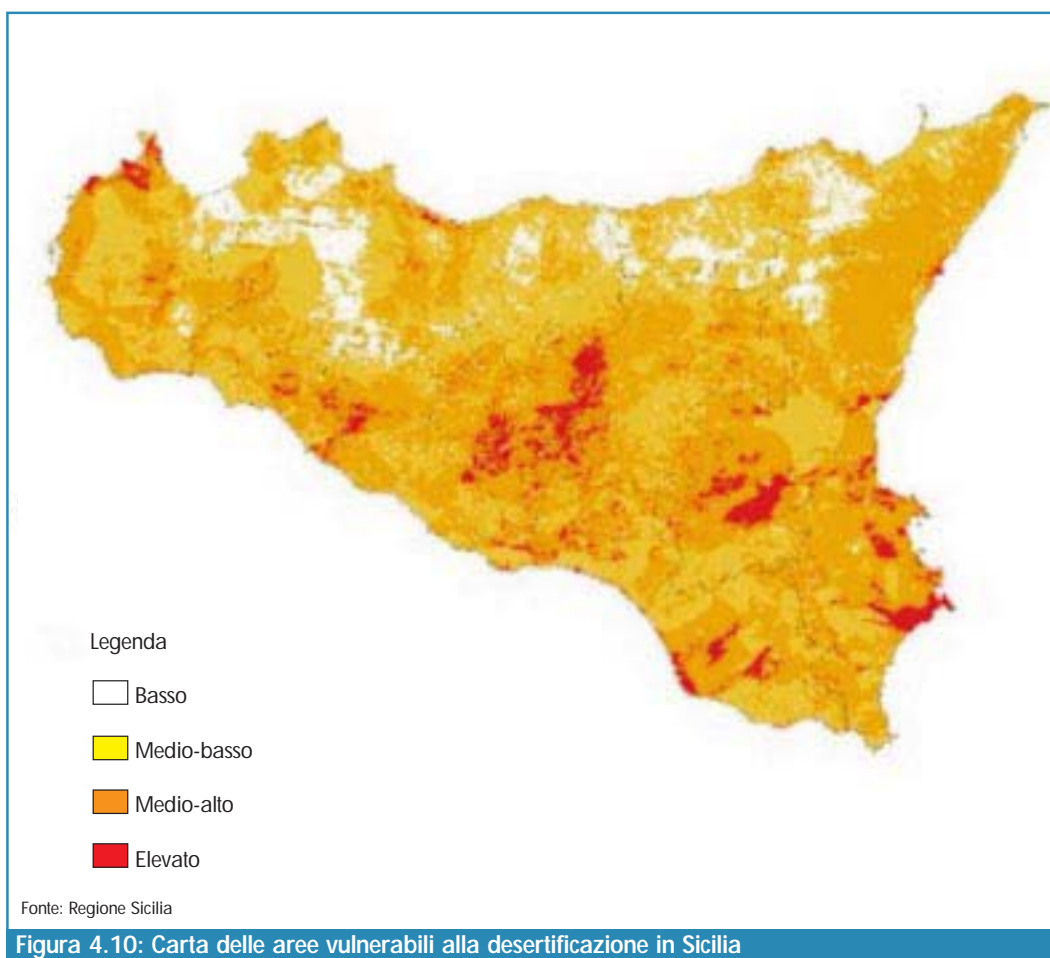 Legenda
Basso
Medio-basso
Medio-alto
Elevato
Fonte: Regione Sicilia
Figura 4.10: Carta delle aree vulnerabili alla desertificazione in Sicilia